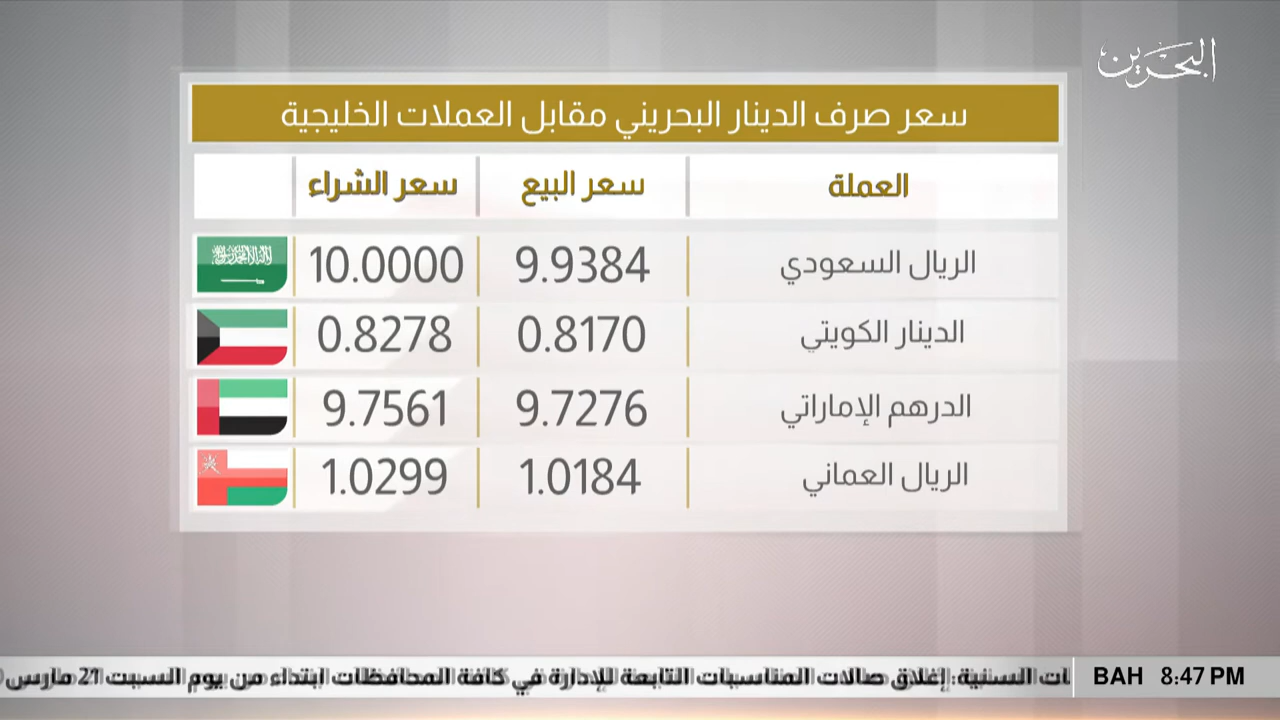 البحرين
سعر صرف الدينار البحريني مقابل العملات الخليجية
العملة سعر البيع سعر الشراء
الريال السعودي 9.9384 10.0000
الدينار الكويتي 0.8170 0.8278
الدرهم الإماراتي 9.7276 9.7561
الريال العماني 1.0184 1.0299
السنية: إغلاق صالات المناسبات التابعة للإدارة في كافة المحافظات ابتداء من يوم السبت 21 مارس
BAH 8:47 PM